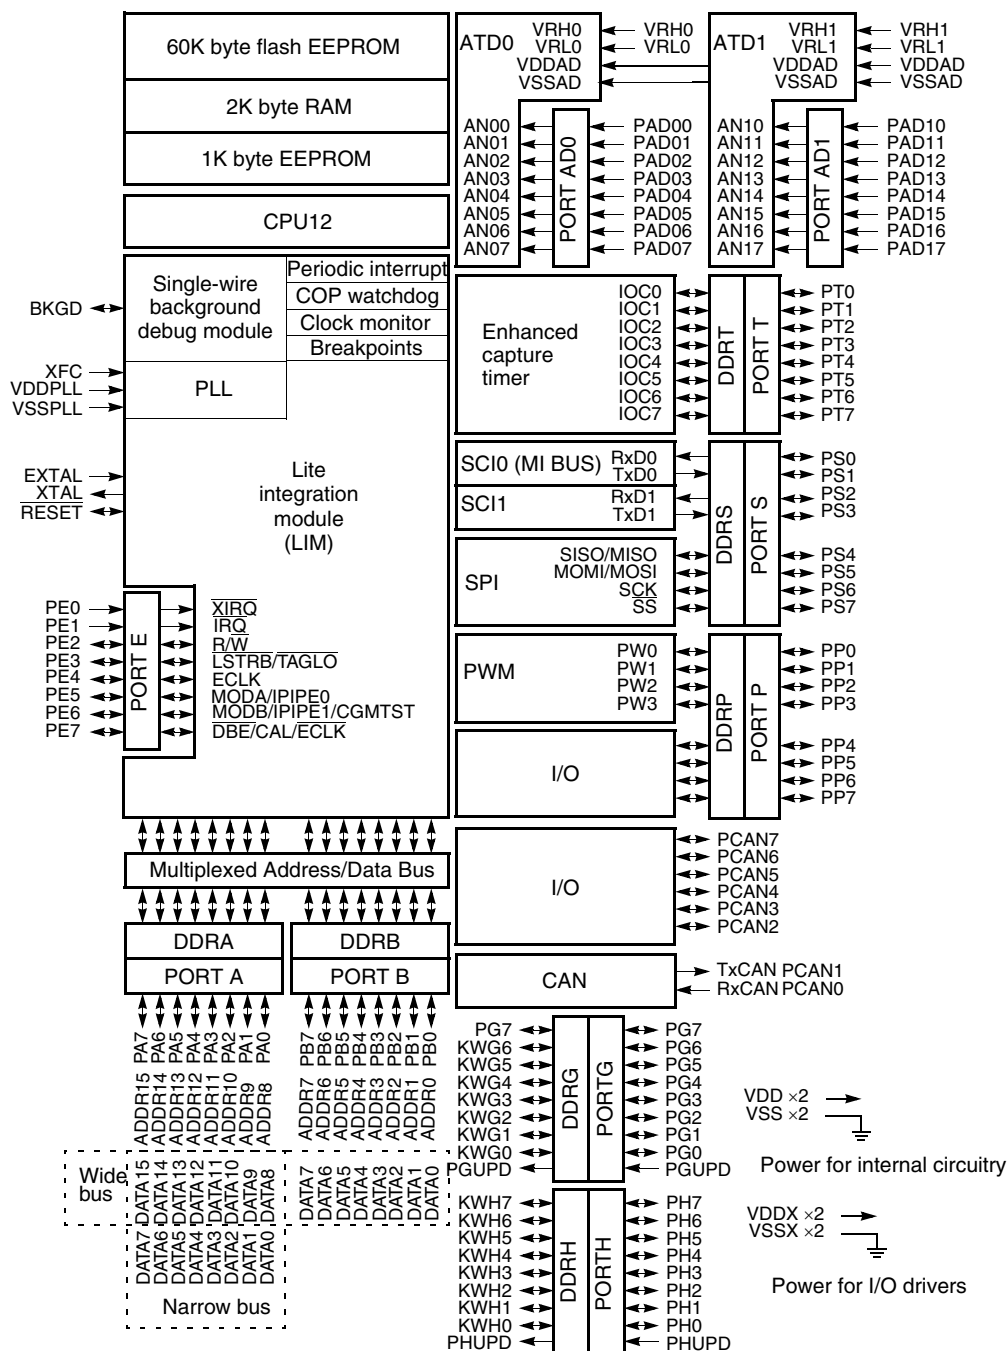 60K byte flash EEPROM
2K byte RAM
1K byte EEPROM
CPU12
Single-wire
background
debug module
Periodic interrupt
COP watchdog
Clock monitor
Breakpoints
BKGD
XFC
VDDPLL
VSSPLL
PLL
EXTAL
XTAL
RESET
Lite
integration
module
(LIM)
PE0
PE1
PE2
PE3
PE4
PE5
PE6
PE7
PORT E
XIRQ
IRQ
R/W
LSTRB/TAGLO
ECLK
MODA/IPIPE0
MODB/IPIPE1/CGMTST
DBE/CAL/ECLK
Multiplexed Address/Data Bus
DDRA
PORT A
DDRB
PORT B
PA7
PA6
PA5
PA4
PA3
PA2
PA1
PA0
PB7
PB6
PB5
PB4
PB3
PB2
PB1
PB0
ADDR15
ADDR14
ADDR13
ADDR12
ADDR11
ADDR10
ADDR9
ADDR8
ADDR7
ADDR6
ADDR5
ADDR4
ADDR3
ADDR2
ADDR1
ADDR0
Wide
bus
DATA15
DATA14
DATA13
DATA12
DATA11
DATA10
DATA9
DATA8
DATA7
DATA6
DATA5
DATA4
DATA3
DATA2
DATA1
DATA0
DATA7
DATA6
DATA5
DATA4
DATA3
DATA2
DATA1
DATA0
Narrow bus
ATD0
VRH0
VRL0
VDDAD
VSSAD
VRH0
VRL0
AN00
AN01
AN02
AN03
AN04
AN05
AN06
AN07
PORT AD0
PAD00
PAD01
PAD02
PAD03
PAD04
PAD05
PAD06
PAD07
ATD1
VRH1
VRL1
VDDAD
VSSAD
VRH1
VRL1
VDDAD
VSSAD
AN10
AN11
AN12
AN13
AN14
AN15
AN16
AN17
PORT AD1
PAD10
PAD11
PAD12
PAD13
PAD14
PAD15
PAD16
PAD17
Enhanced
capture
timer
IOC0
IOC1
IOC2
IOC3
IOC4
IOC5
IOC6
IOC7
DDRT
PORT T
PT0
PT1
PT2
PT3
PT4
PT5
PT6
PT7
SCI0 (MI BUS)
RxD0
TxD0
SCI1
RxD1
TxD1
SPI
SISO/MISO
MOMI/MOSI
SCK
SS
DDRS
PORT S
PS0
PS1
PS2
PS3
PS4
PS5
PS6
PS7
PWM
PW0
PW1
PW2
PW3
I/O
DDRP
PORT P
PP0
PP1
PP2
PP3
PP4
PP5
PP6
PP7
I/O
PCAN7
PCAN6
PCAN5
PCAN4
PCAN3
PCAN2
CAN
TxCAN PCAN1
RxCAN PCAN0
PG7
KWG6
KWG5
KWG4
KWG3
KWG2
KWG1
KWG0
PGUPD
DDRG
PORTG
PG7
PG6
PG5
PG4
PG3
PG2
PG1
PG0
PGUPD
KWH7
KWH6
KWH5
KWH4
KWH3
KWH2
KWH1
KWH0
PHUPD
DDRH
PORTH
PH7
PH6
PH5
PH4
PH3
PH2
PH1
PH0
PHUPD
VDD ×2
VSS ×2
Power for internal circuitry
VDDX ×2
VSSX ×2
Power for I/O drivers